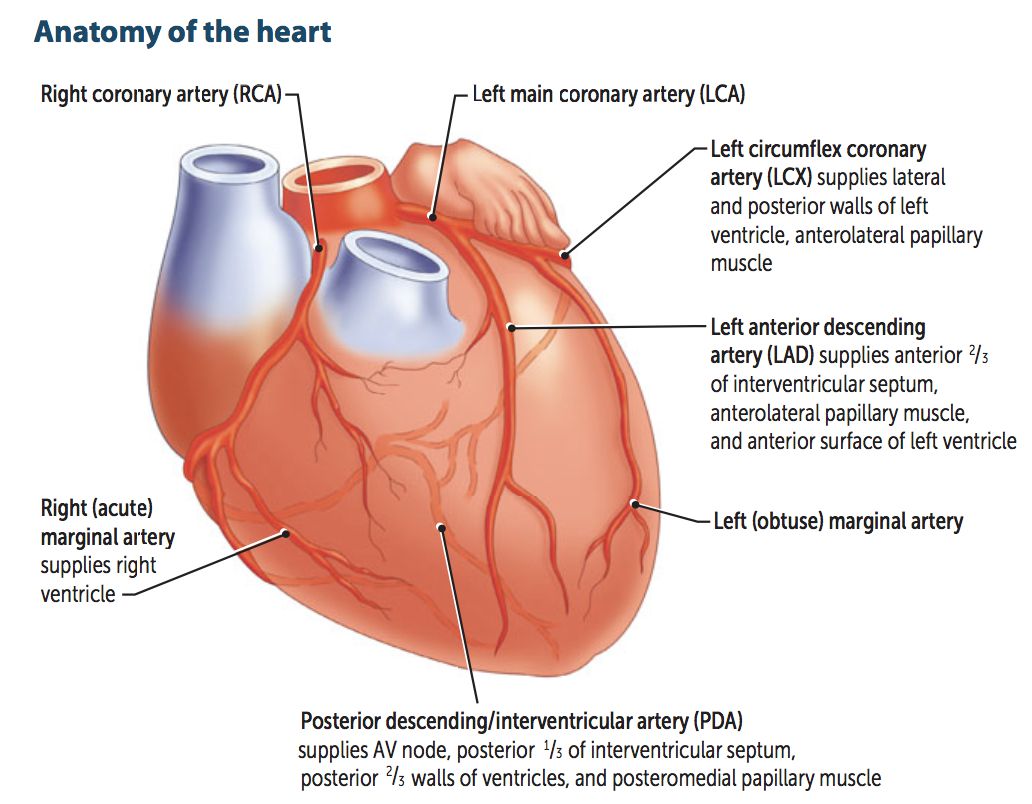 Anatomy of the heart
Right coronary artery (RCA)
Left main coronary artery (LCA)
Left circumflex coronary
artery (LCX) supplies lateral
and posterior walls of left
ventricle, anterolateral papillary
muscle
Left anterior descending
artery (LAD) supplies anterior 2/3
of interventricular septum,
anterolateral papillary muscle,
and anterior surface of left ventricle
Right (acute)
marginal artery
supplies right
ventricle
Left (obtuse) marginal artery
Posterior descending/interventricular artery (PDA)
supplies AV node, posterior 1/3 of interventricular septum,
posterior 2/3 walls of ventricles, and posteromedial papillary muscle